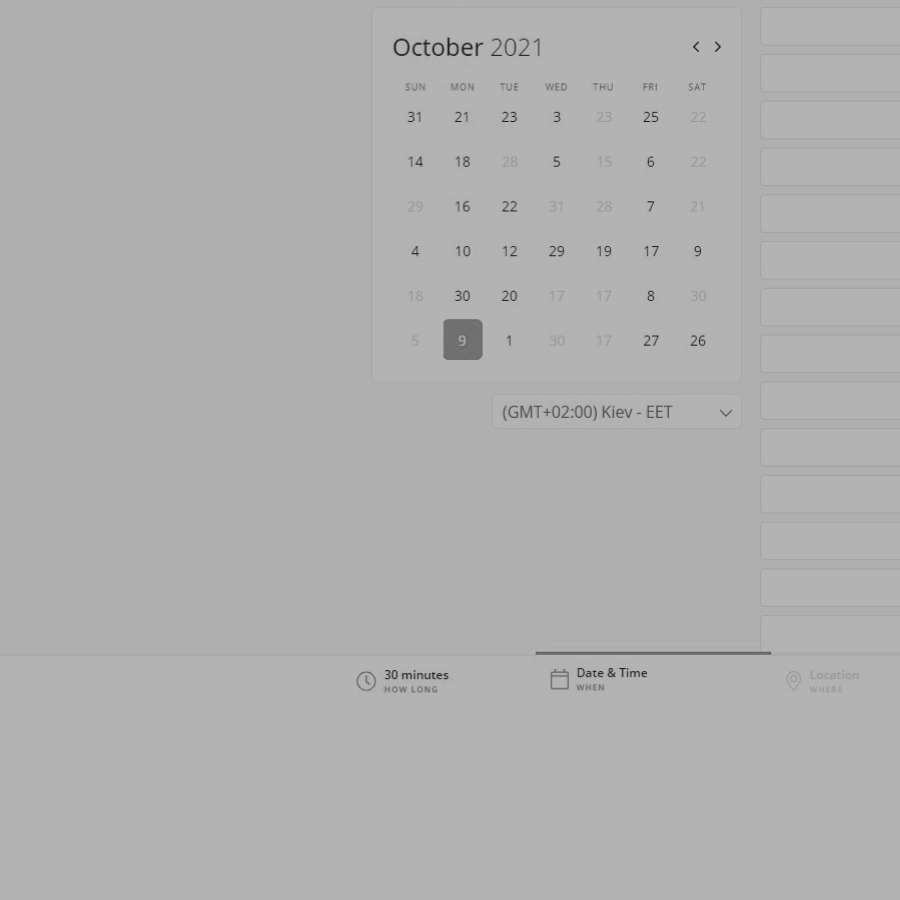 October 2021
SUN MON TUE WED THU FRI SAT
31 21 23 3 23 25 22
14 18 28 5 15 6 22
29 16 22 31 28 7 21
4 10 12 29 19 17 9
18 30 20 17 17 8 30
5 9 1 30 17 27 26
(GMT+02:00) Kiev - EET
30 minutes
HOW LONG
Date & Time
WHEN
Location
WHERE